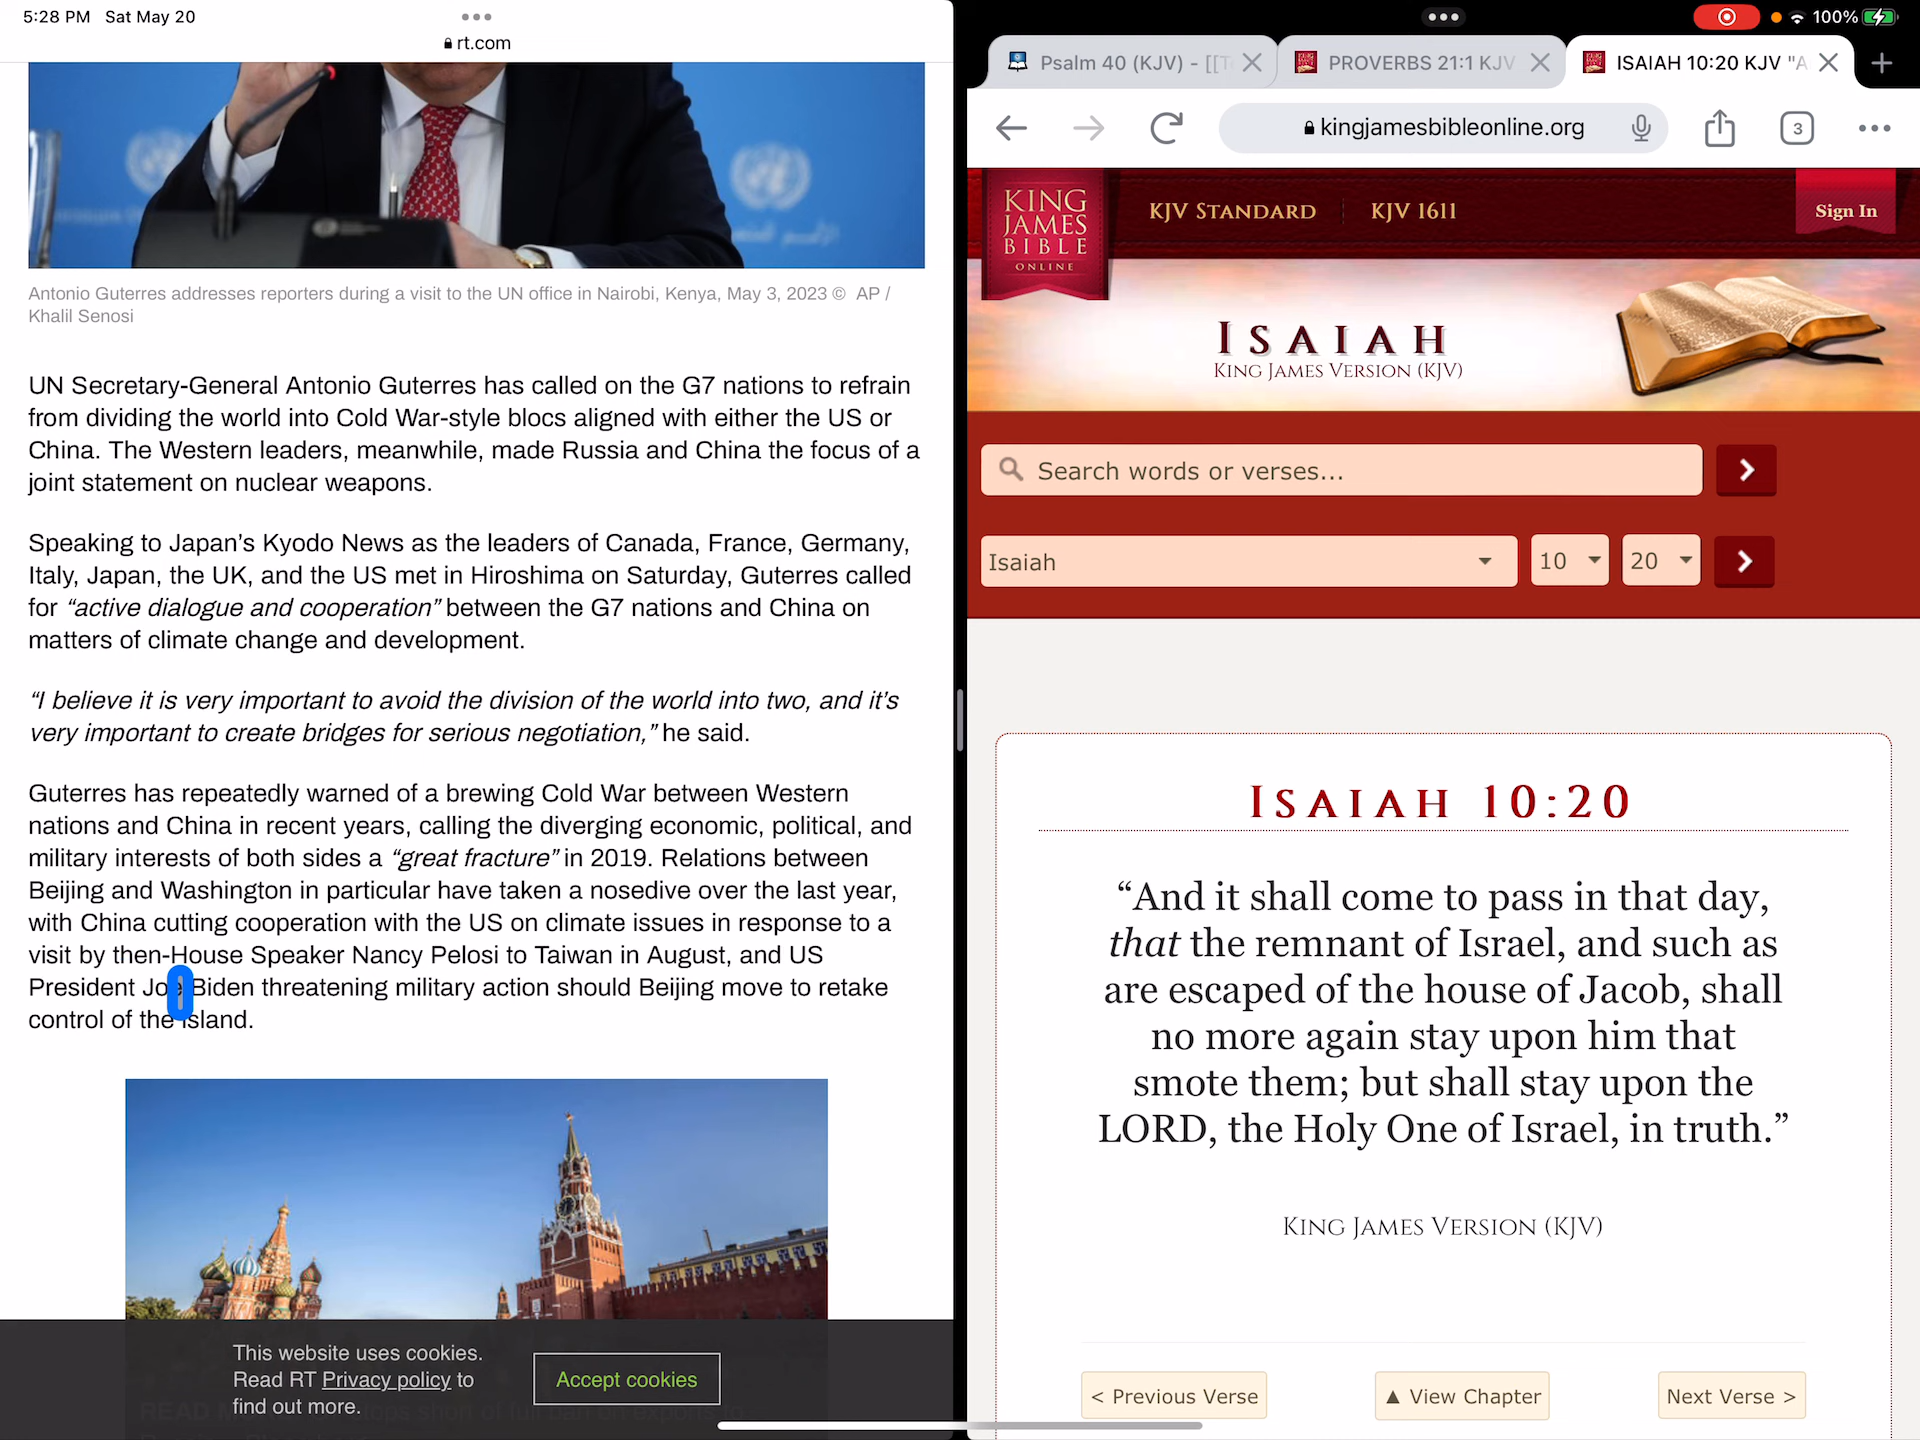 5:28 PM Sat May 20
rt.com
Antonio Guterres addresses reporters during a visit to the UN office in Nairobi, Kenya, May 3, 2023 © AP /
Khalil Senosi
UN Secretary-General Antonio Guterres has called on the G7 nations to refrain
from dividing the world into Cold War-style blocs aligned with either the US or
China. The Western leaders, meanwhile, made Russia and China the focus of a
joint statement on nuclear weapons.
Speaking to Japan’s Kyodo News as the leaders of Canada, France, Germany,
Italy, Japan, the UK, and the US met in Hiroshima on Saturday, Guterres called
for “active dialogue and cooperation” between the G7 nations and China on
matters of climate change and development.
“I believe it is very important to avoid the division of the world into two, and it’s
very important to create bridges for serious negotiation,” he said.
Guterres has repeatedly warned of a brewing Cold War between Western
nations and China in recent years, calling the diverging economic, political, and
military interests of both sides a “great fracture” in 2019. Relations between
Beijing and Washington in particular have taken a nosedive over the last year,
with China cutting cooperation with the US on climate issues in response to a
visit by then-House Speaker Nancy Pelosi to Taiwan in August, and US
President Joe Biden threatening military action should Beijing move to retake
control of the island.
This website uses cookies.
Read RT Privacy policy to
find out more.
Accept cookies
100%
Psalm 40 (KJV) - [[T
PROVERBS 21:1 KJV
ISAIAH 10:20 KJV "A
kingjamesbibleonline.org
3
KING
JAMES
BIBLE
ONLINE
KJV STANDARD
KJV 1611
Sign In
ISAIAH
KING JAMES VERSION (KJV)
Search words or verses...
Isaiah
10
20
ISAIAH 10:20
“And it shall come to pass in that day,
that the remnant of Israel, and such as
are escaped of the house of Jacob, shall
no more again stay upon him that
smote them; but shall stay upon the
LORD, the Holy One of Israel, in truth.”
KING JAMES VERSION (KJV)
< Previous Verse
▲ View Chapter
Next Verse >